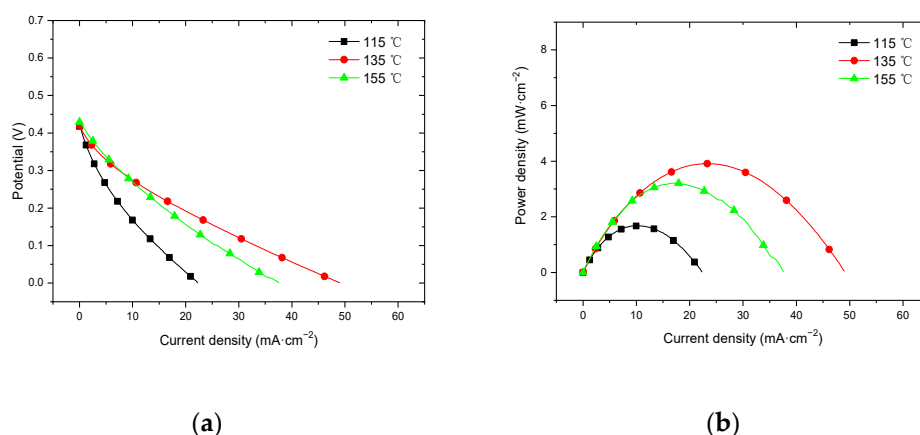 0.7
0.6
0.5
0.4
0.3
0.2
0.1
0.0
Potential (V)
0 10 20 30 40 50 60
Current density (mA·cm⁻²)
115 ℃
135 ℃
155 ℃
(a)
8
6
4
2
0
Power density (mW·cm⁻²)
0 10 20 30 40 50 60
Current density (mA·cm⁻²)
115 ℃
135 ℃
155 ℃
(b)